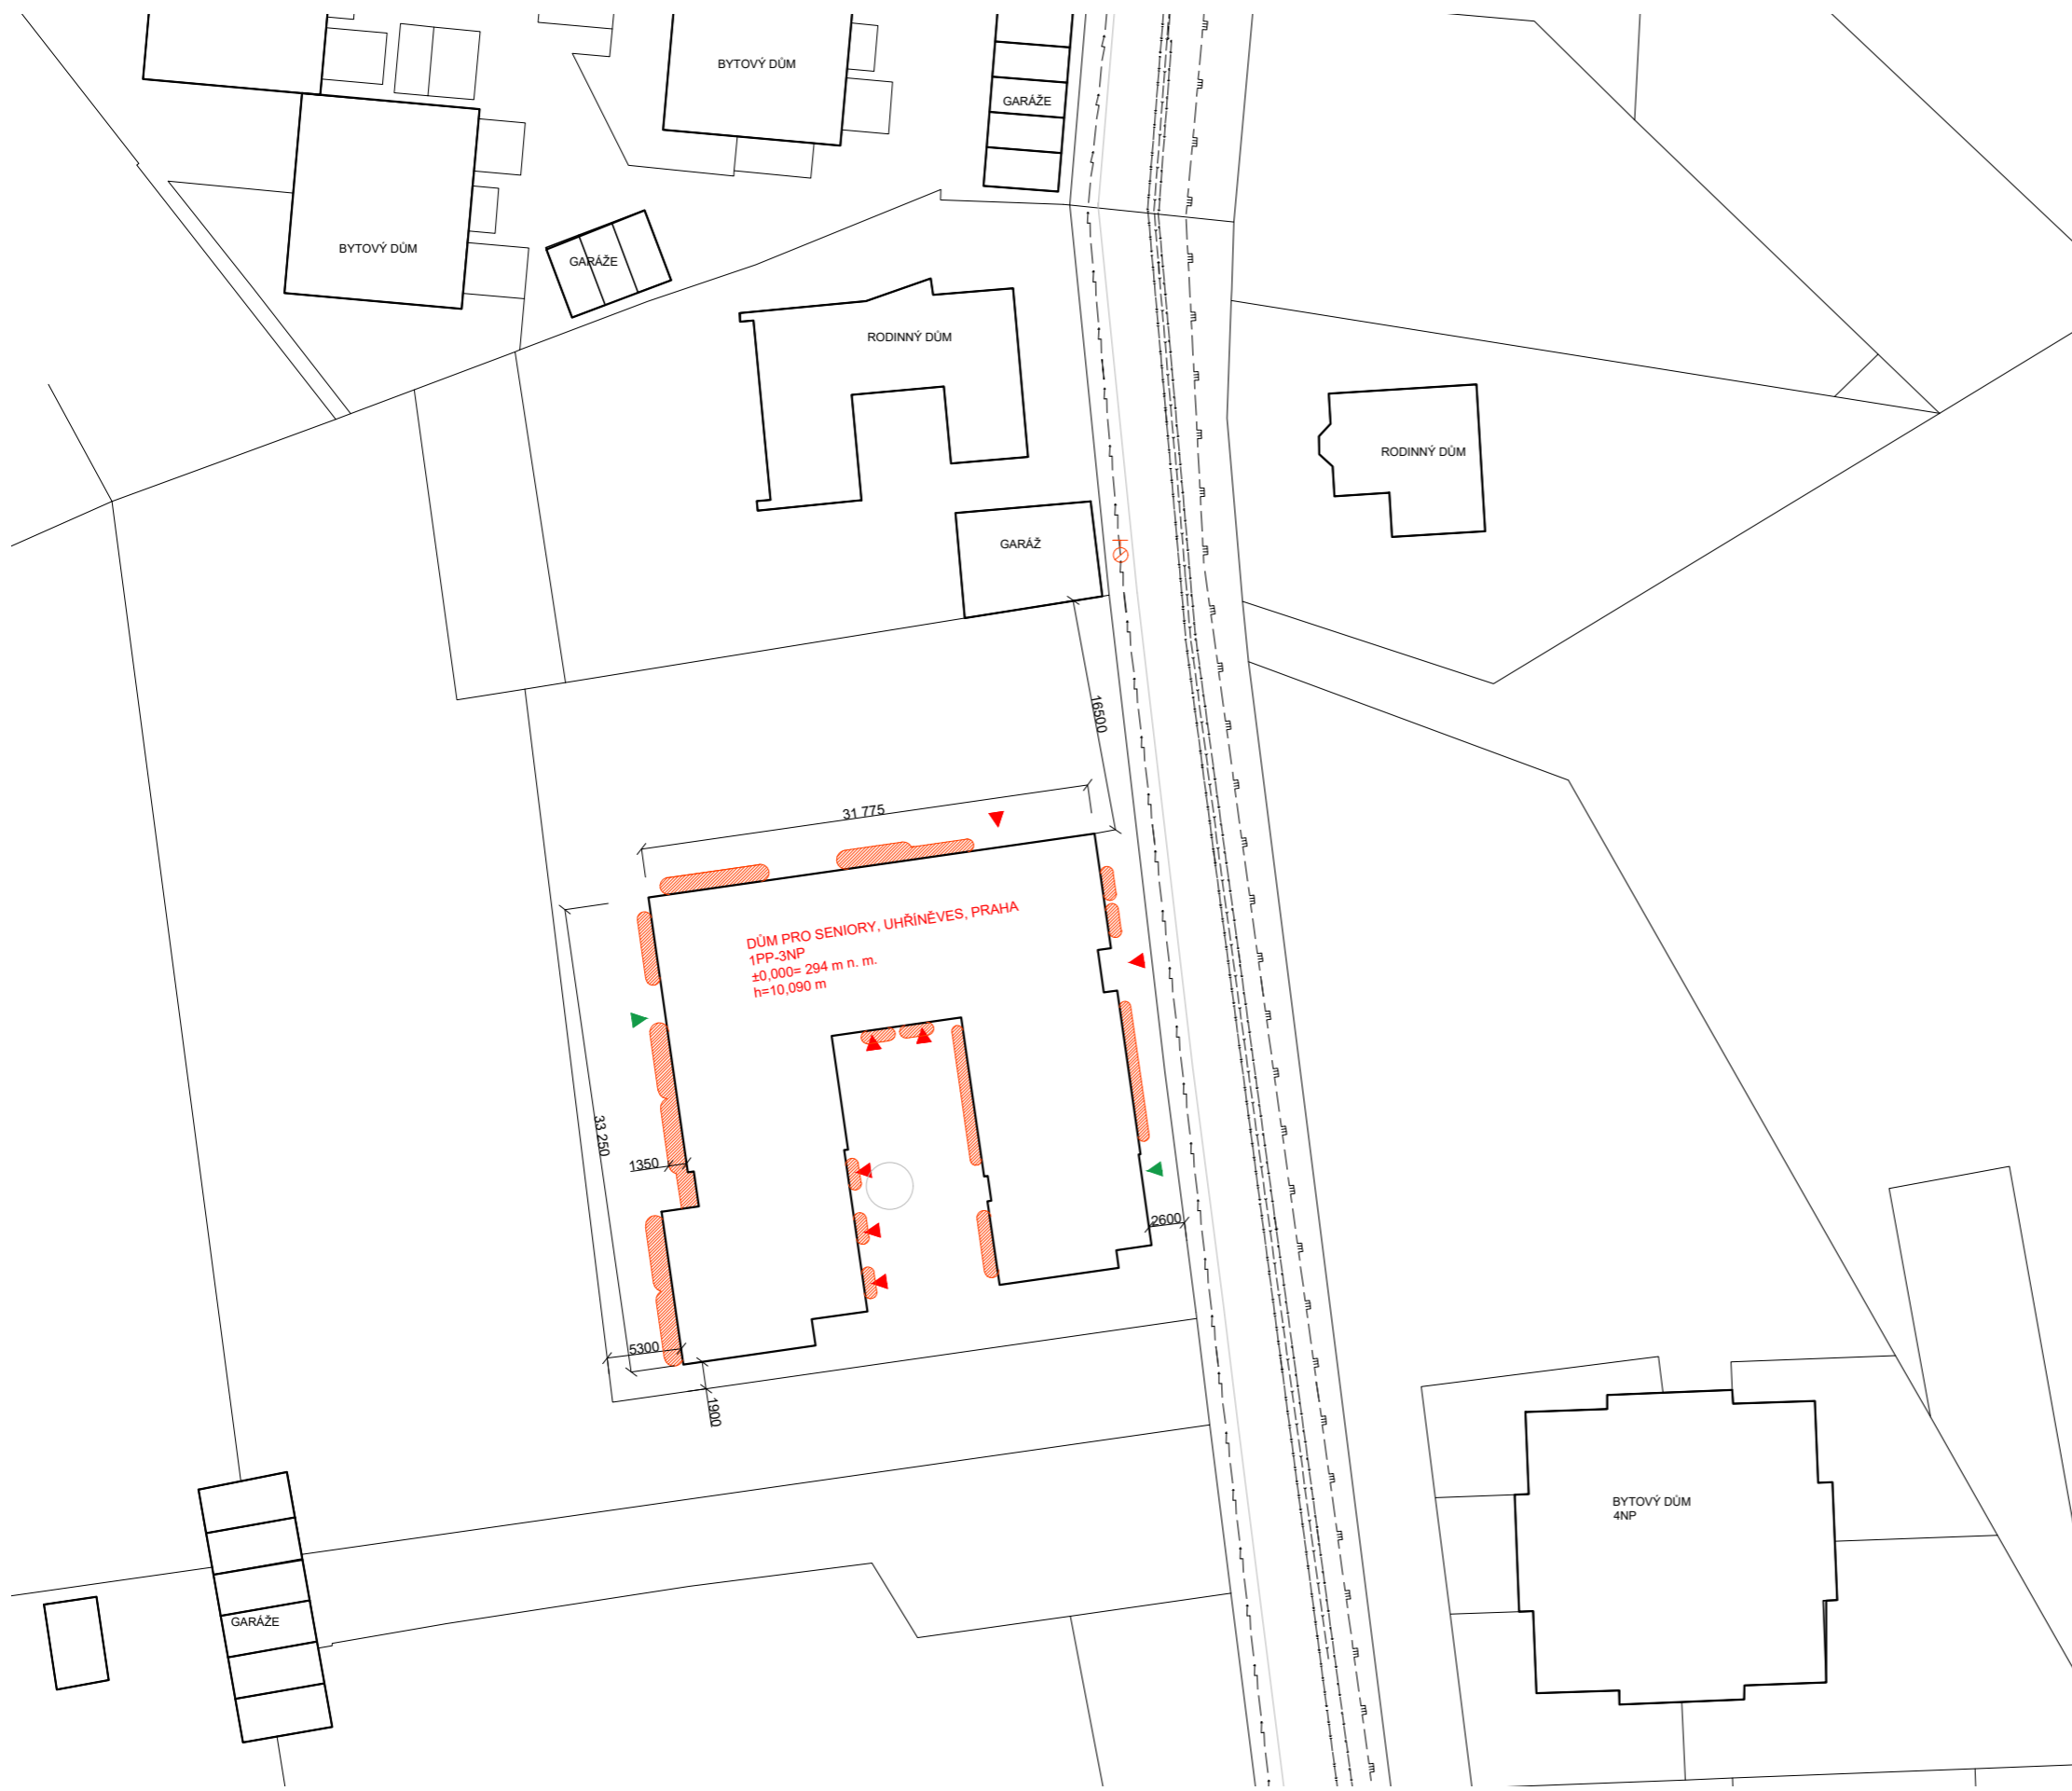 BYTOVÝ DŮM
GARÁŽE
BYTOVÝ DŮM
GARÁŽE
RODINNÝ DŮM
RODINNÝ DŮM
GARÁŽ
16500
31 775
DŮM PRO SENIORY, UHŘÍNĚVES, PRAHA
1PP-3NP
±0,000= 294 m n. m.
h=10,090 m
33 250
1350
2600
5300
1900
BYTOVÝ DŮM
4NP
GARÁŽE